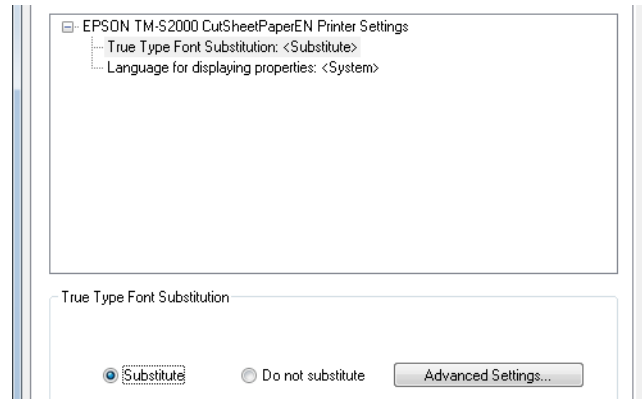 EPSON TM-S2000 CutSheetPaperEN Printer Settings
True Type Font Substitution: <Substitute>
Language for displaying properties: <System>
True Type Font Substitution
Substitute Do not substitute Advanced Settings...